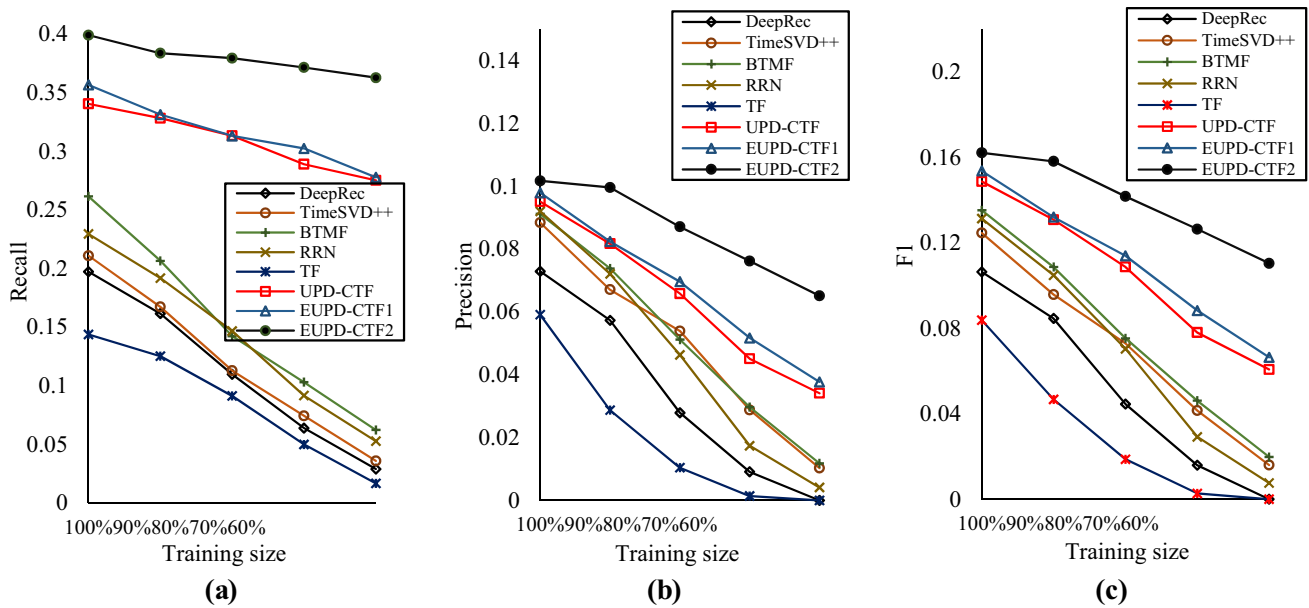 0.4
0.35
0.3
0.25
0.2
0.15
0.1
0.05
0
Recall
DeepRec
TimeSVD++
BTMF
RRN
TF
UPD-CTF
EUPD-CTF1
EUPD-CTF2
100%90%80%70%60%
Training size
(a)
0.14
0.12
0.1
0.08
0.06
0.04
0.02
0
Precision
DeepRec
TimeSVD++
BTMF
RRN
TF
UPD-CTF
EUPD-CTF1
EUPD-CTF2
100%90%80%70%60%
Training size
(b)
0.2
0.16
0.12
0.08
0.04
0
F1
DeepRec
TimeSVD++
BTMF
RRN
TF
UPD-CTF
EUPD-CTF1
EUPD-CTF2
100%90%80%70%60%
Training size
(c)